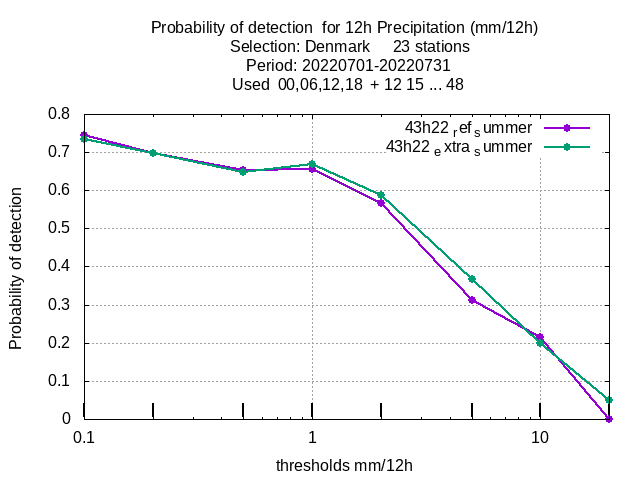 Probability of detection  for 12h Precipitation (mm/12h)
Selection: Denmark     23 stations
Period: 20220701-20220731
Used  00,06,12,18  + 12 15 ... 48
43h22 ref summer
43h22 extra summer
Probability of detection
0.8
0.7
0.6
0.5
0.4
0.3
0.2
0.1
0
0.1 1 10
thresholds mm/12h